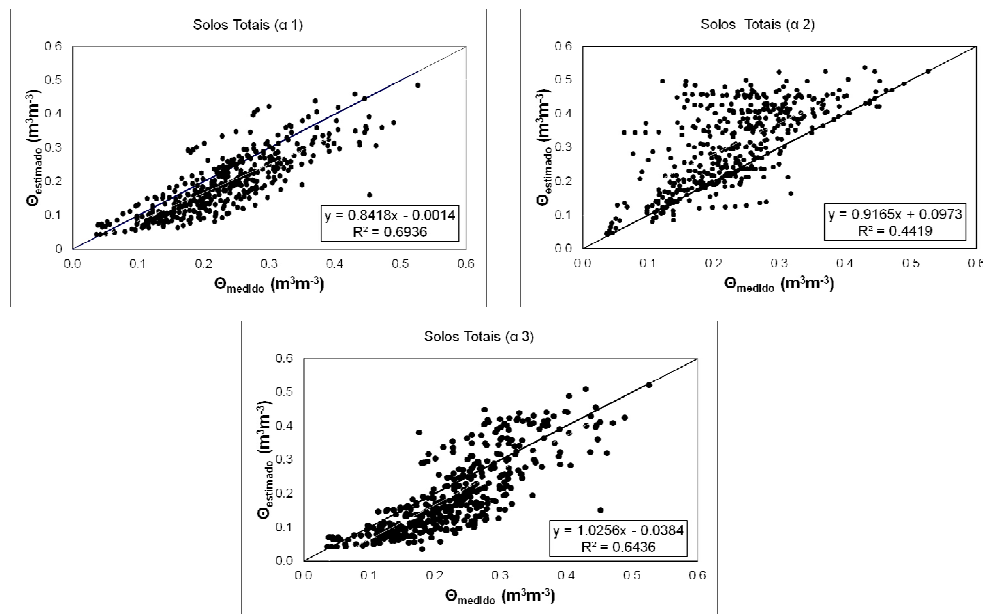 Solos Totais (α 1)
0.6
0.5
0.4
0.3
0.2
0.1
0
Θestimado (m³m-³)
y = 0.8418x - 0.0014
R² = 0.6936
0.0 0.1 0.2 0.3 0.4 0.5 0.6
Θmedido (m³m-³)
Solos Totais (α 2)
0.6
0.5
0.4
0.3
0.2
0.1
0.0
Θestimado (m³m-³)
y = 0.9165x + 0.0973
R² = 0.4419
0.0 0.1 0.2 0.3 0.4 0.5 0.6
Θmedido (m³m-³)
Solos Totais (α 3)
0.6
0.5
0.4
0.3
0.2
0.1
0.0
Θestimado (m³m-³)
y = 1.0256x - 0.0384
R² = 0.6436
0.0 0.1 0.2 0.3 0.4 0.5 0.6
Θmedido (m³m-³)